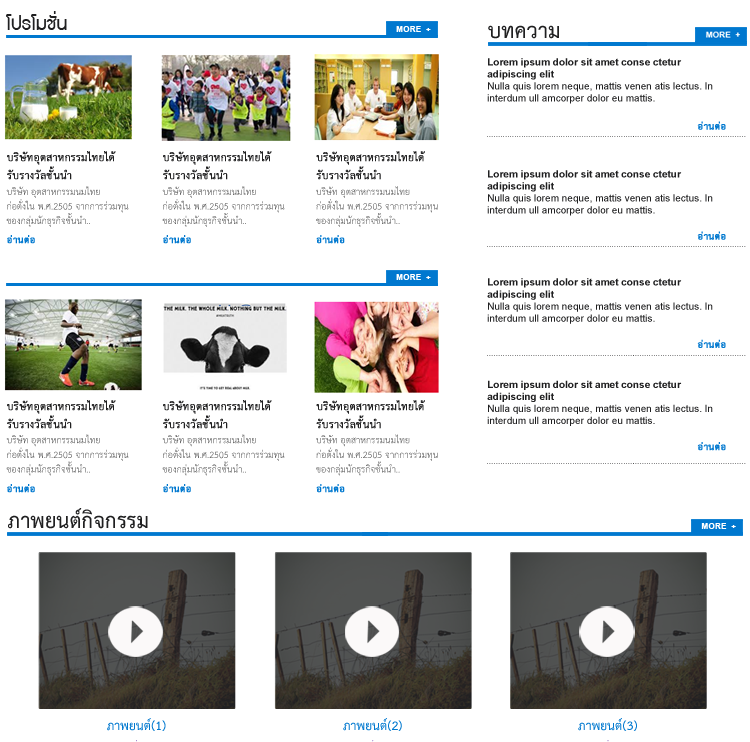 โปรโมชั่น
MORE +
บริษัทอุตสาหกรรมไทยได้
รับรางวัลชั้นนำ
บริษัท อุตสาหกรรมนมไทย
ก่อตั้งใน พ.ศ.2505 จากการร่วมทุน
ของกลุ่มนักธุรกิจชั้นนำ..
อ่านต่อ
บริษัทอุตสาหกรรมไทยได้
รับรางวัลชั้นนำ
บริษัท อุตสาหกรรมนมไทย
ก่อตั้งใน พ.ศ.2505 จากการร่วมทุน
ของกลุ่มนักธุรกิจชั้นนำ..
อ่านต่อ
บริษัทอุตสาหกรรมไทยได้
รับรางวัลชั้นนำ
บริษัท อุตสาหกรรมนมไทย
ก่อตั้งใน พ.ศ.2505 จากการร่วมทุน
ของกลุ่มนักธุรกิจชั้นนำ..
อ่านต่อ
MORE +
THE MILK. THE WHOLE MILK. NOTHING BUT THE MILK.
IT'S TIME TO GET REAL ABOUT MILK.
บริษัทอุตสาหกรรมไทยได้
รับรางวัลชั้นนำ
บริษัท อุตสาหกรรมนมไทย
ก่อตั้งใน พ.ศ.2505 จากการร่วมทุน
ของกลุ่มนักธุรกิจชั้นนำ..
อ่านต่อ
บริษัทอุตสาหกรรมไทยได้
รับรางวัลชั้นนำ
บริษัท อุตสาหกรรมนมไทย
ก่อตั้งใน พ.ศ.2505 จากการร่วมทุน
ของกลุ่มนักธุรกิจชั้นนำ..
อ่านต่อ
บริษัทอุตสาหกรรมไทยได้
รับรางวัลชั้นนำ
บริษัท อุตสาหกรรมนมไทย
ก่อตั้งใน พ.ศ.2505 จากการร่วมทุน
ของกลุ่มนักธุรกิจชั้นนำ..
อ่านต่อ
บทความ
MORE +
Lorem ipsum dolor sit amet conse ctetur
adipiscing elit
Nulla quis lorem neque, mattis venen atis lectus. In
interdum ull amcorper dolor eu mattis.
อ่านต่อ
Lorem ipsum dolor sit amet conse ctetur
adipiscing elit
Nulla quis lorem neque, mattis venen atis lectus. In
interdum ull amcorper dolor eu mattis.
อ่านต่อ
Lorem ipsum dolor sit amet conse ctetur
adipiscing elit
Nulla quis lorem neque, mattis venen atis lectus. In
interdum ull amcorper dolor eu mattis.
อ่านต่อ
Lorem ipsum dolor sit amet conse ctetur
adipiscing elit
Nulla quis lorem neque, mattis venen atis lectus. In
interdum ull amcorper dolor eu mattis.
อ่านต่อ
ภาพยนต์กิจกรรม
MORE +
ภาพยนต์(1)
ภาพยนต์(2)
ภาพยนต์(3)